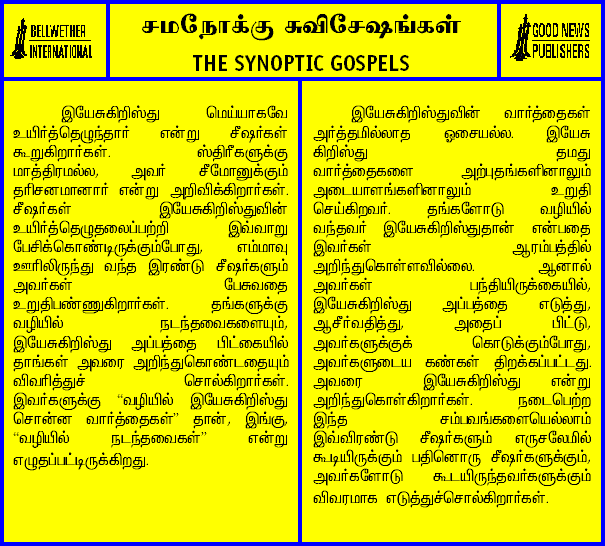 BELLWETHER
INTERNATIONAL
சமநோக்கு சுவிசேஷங்கள்
THE SYNOPTIC GOSPELS
GOOD NEWS
PUBLISHERS
இயேசுகிறிஸ்து மெய்யாகவே
உயிர்த்தெழுந்தார் என்று சீஷர்கள்
கூறுகிறார்கள். ஸ்திரீகளுக்கு
மாத்திரமல்ல, அவர் சீமோனுக்கும்
தரிசனமானார் என்று அறிவிக்கிறார்கள்.
சீஷர்கள் இயேசுகிறிஸ்துவின்
உயிர்த்தெழுதலைப்பற்றி இவ்வாறு
பேசிக்கொண்டிருக்கும்போது, எம்மாவு
ஊரிலிருந்து வந்த இரண்டு சீஷர்களும்
அவர்கள் பேசுவதை
உறுதிபண்ணுகிறார்கள். தங்களுக்கு
வழியில் நடந்தவைகளையும்,
இயேசுகிறிஸ்து அப்பத்தை பிட்கையில்
தாங்கள் அவரை அறிந்துகொண்டதையும்
விவரித்துச் சொல்கிறார்கள்.
இவர்களுக்கு “வழியில் இயேசுகிறிஸ்து
சொன்ன வார்த்தைகள்” தான், இங்கு,
“வழியில் நடந்தவைகள்” என்று
எழுதப்பட்டிருக்கிறது.
இயேசுகிறிஸ்துவின் வார்த்தைகள்
அர்த்தமில்லாத ஓசையல்ல. இயேசு
கிறிஸ்து தமது
வார்த்தைகளை அற்புதங்களினாலும்
அடையாளங்களினாலும் உறுதி
செய்கிறவர். தங்களோடு வழியில்
வந்தவர் இயேசுகிறிஸ்துதான் என்பதை
இவர்கள் ஆரம்பத்தில்
அறிந்துகொள்ளவில்லை. ஆனால்
அவர்கள் பந்தியிருக்கையில்,
இயேசுகிறிஸ்து அப்பத்தை எடுத்து,
ஆசீர்வதித்து, அதைப் பிட்டு,
அவர்களுக்குக் கொடுக்கும்போது,
அவர்களுடைய கண்கள் திறக்கப்பட்டது.
அவரை இயேசுகிறிஸ்து என்று
அறிந்துகொள்கிறார்கள். நடைபெற்ற
இந்த சம்பவங்களையெல்லாம்
இவ்விரண்டு சீஷர்களும் எருசலேமில்
கூடியிருக்கும் பதினொரு சீஷர்களுக்கும்,
அவர்களோடு கூடயிருந்தவர்களுக்கும்
விவரமாக எடுத்துச்சொல்கிறார்கள்.